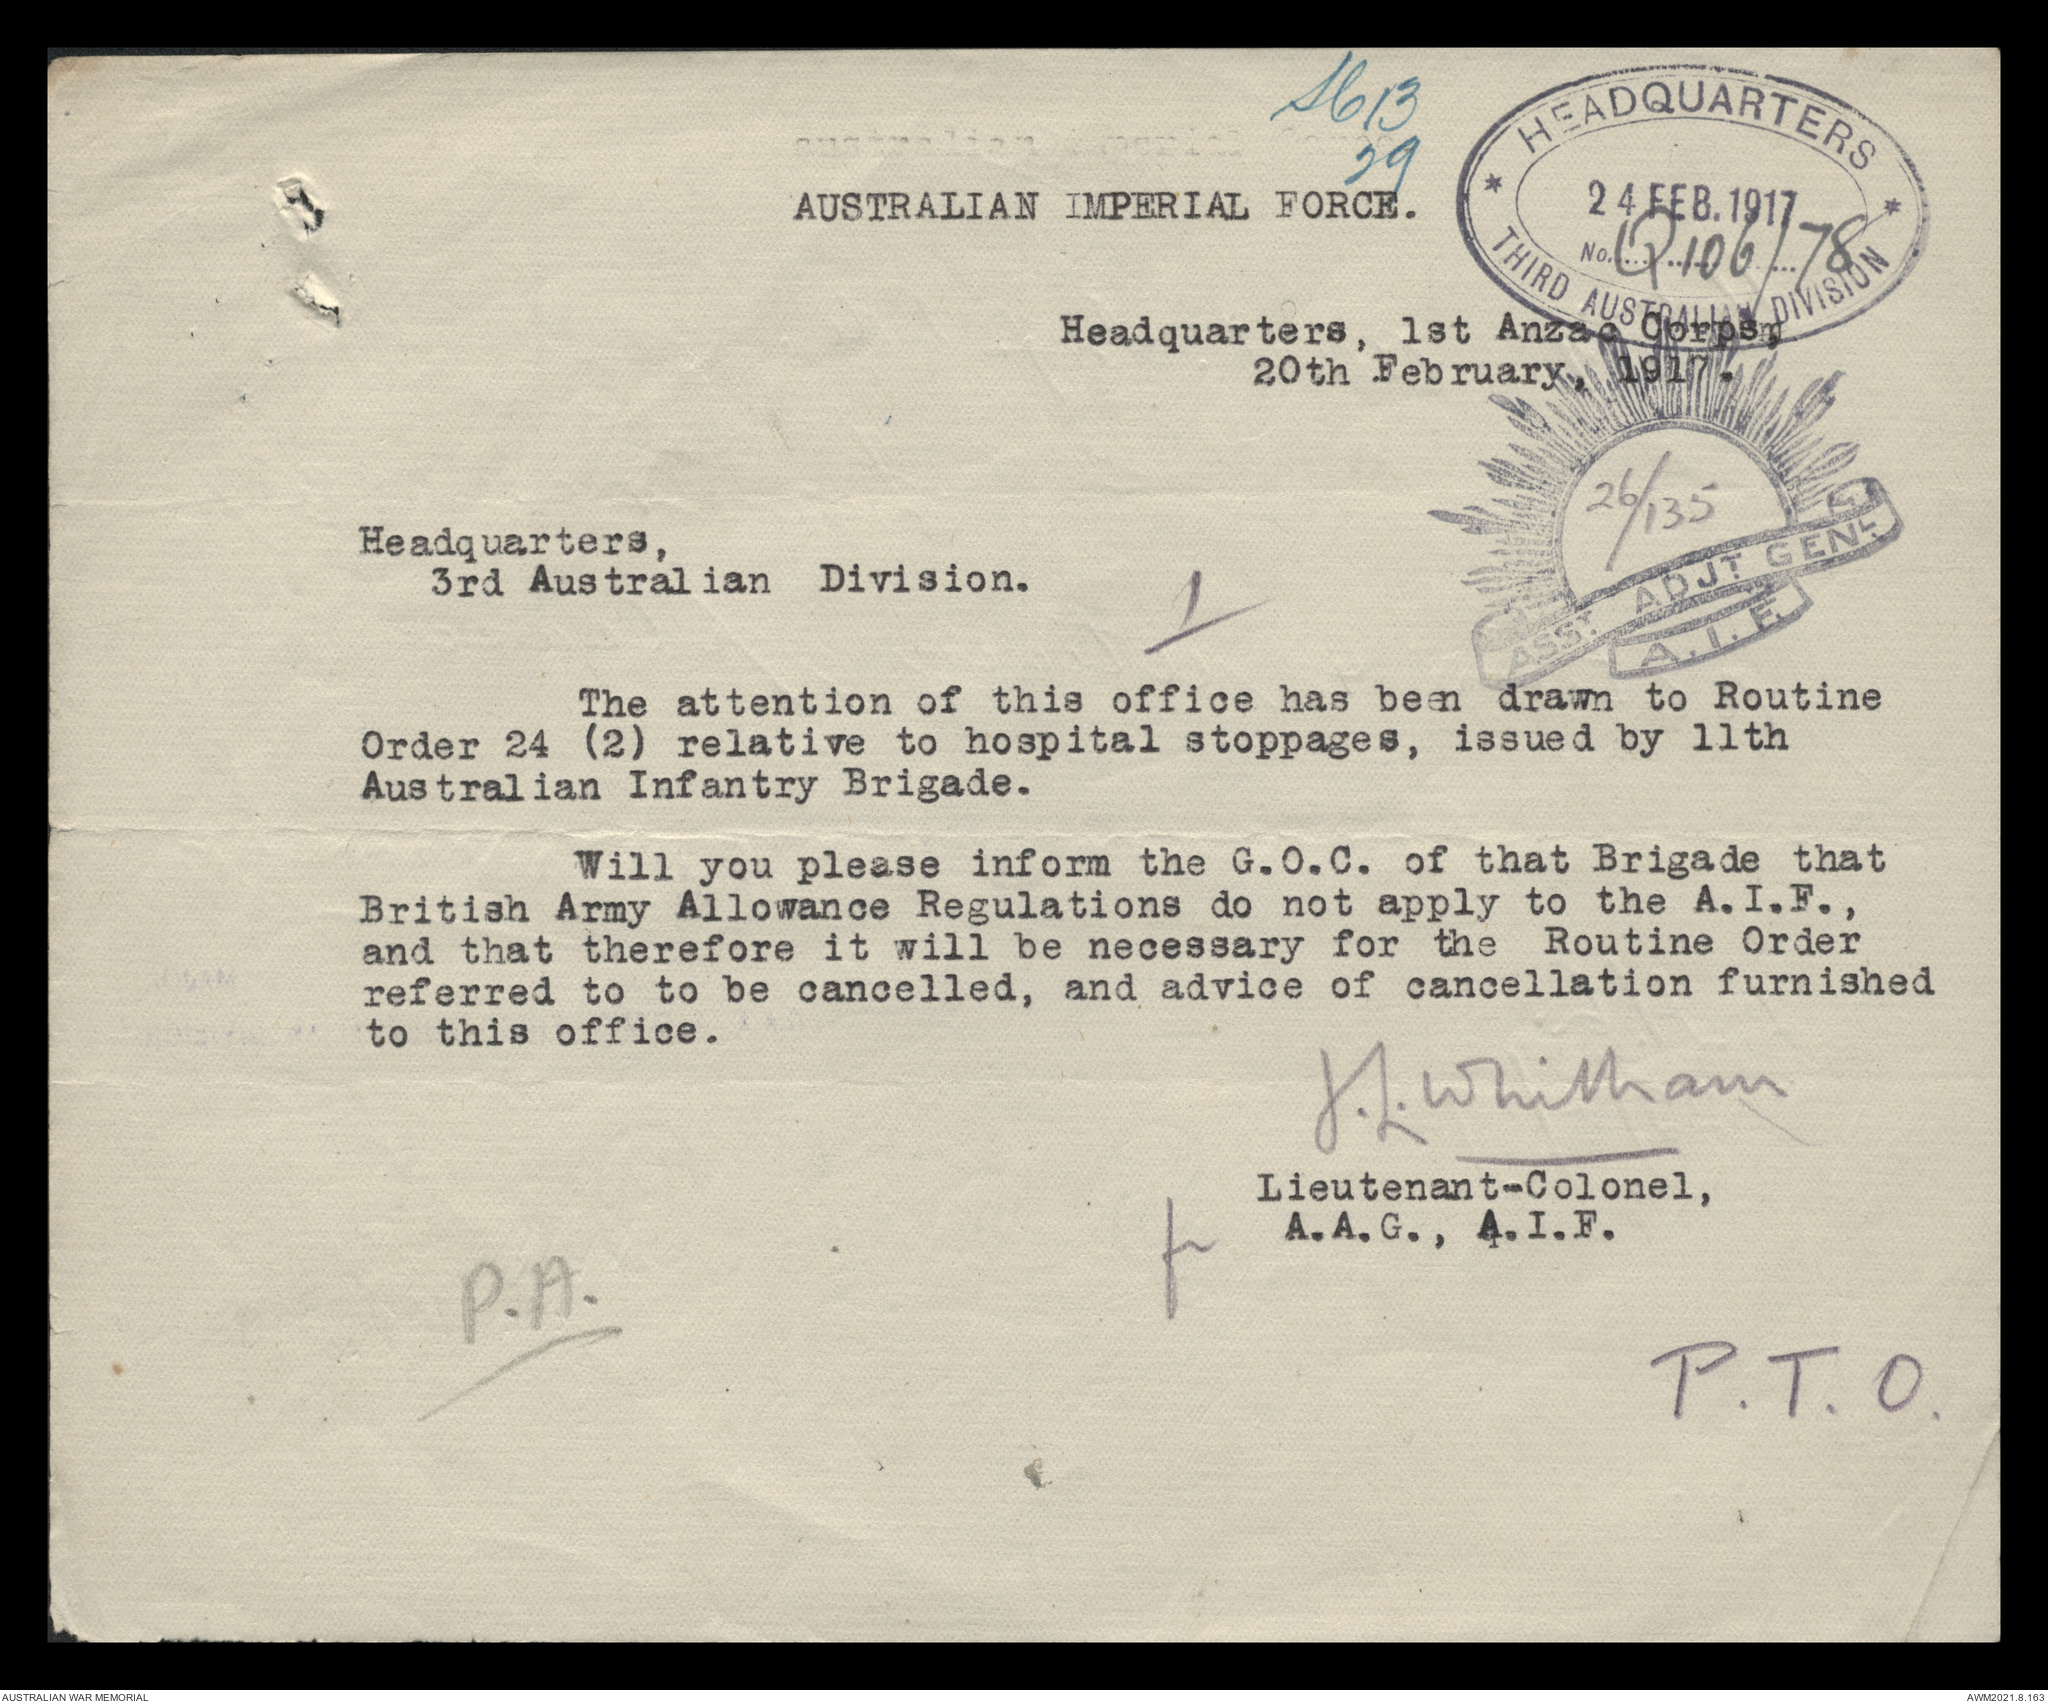 S613
29
HEADQUARTERS
24 FEB. 1917
No. Q 106/78
THIRD AUSTRALIAN DIVISION
AUSTRALIAN IMPERIAL FORCE.
Headquarters, 1st Anzac Corps,
20th February, 1917.
26/135
ASST ADJT GENL
A.I.F.
Headquarters,
3rd Australian Division.
1
The attention of this office has been drawn to Routine
Order 24 (2) relative to hospital stoppages, issued by 11th
Australian Infantry Brigade.
Will you please inform the G.O.C. of that Brigade that
British Army Allowance Regulations do not apply to the A.I.F.,
and that therefore it will be necessary for the Routine Order
referred to to be cancelled, and advice of cancellation furnished
to this office.
J.L. Whitham
Lieutenant-Colonel,
f A.A.G., A.I.F.
P.A.
P.T.O.
AUSTRALIAN WAR MEMORIAL
AWM2021.8.163